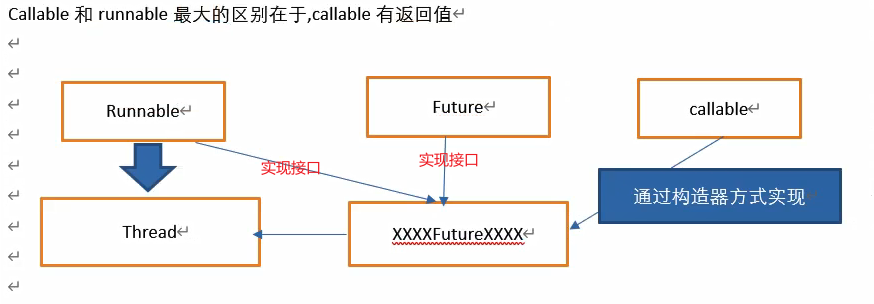 Callable 和 runnable 最大的区别在于,callable 有返回值
Runnable
Future
callable
实现接口
实现接口
通过构造器方式实现
Thread
XXXXFutureXXXX